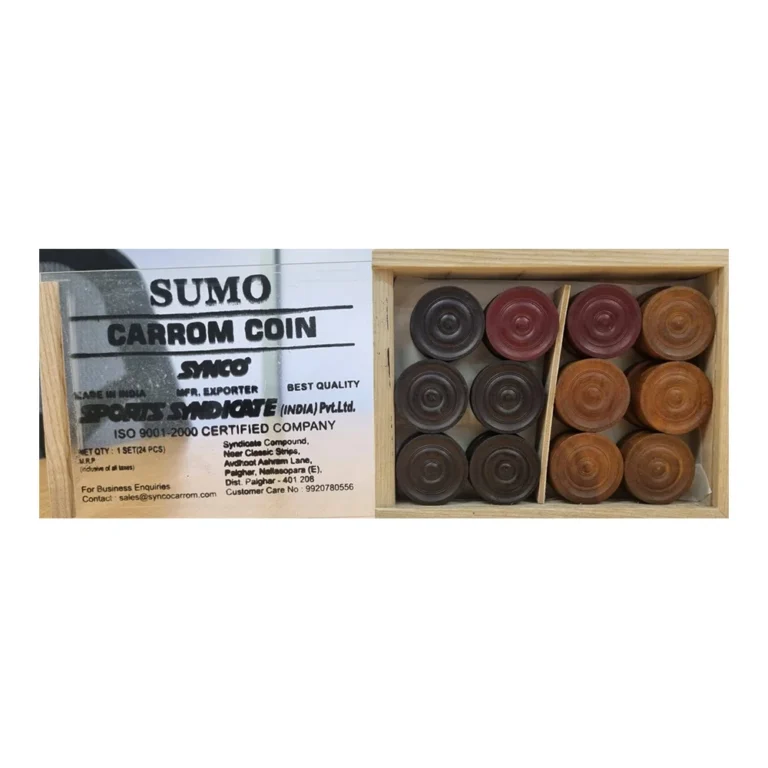 SUMO
CARROM COIN
SYNCO®
MADE IN INDIA MFR. EXPORTER BEST QUALITY
SPORTS SYNDICATE (INDIA) Pvt.Ltd.
ISO 9001-2000 CERTIFIED COMPANY
NET QTY : 1 SET(24 PCS)
M.R.P
(Inclusive of all taxes)
For Business Enquiries
Contact : sales@syncocarrom.com
Syndicate Compound,
Near Classic Strips,
Avdhoot Ashram Lane,
Palghar, Nallasopara (E),
Dist. Palghar - 401 208
Customer Care No : 9920780556